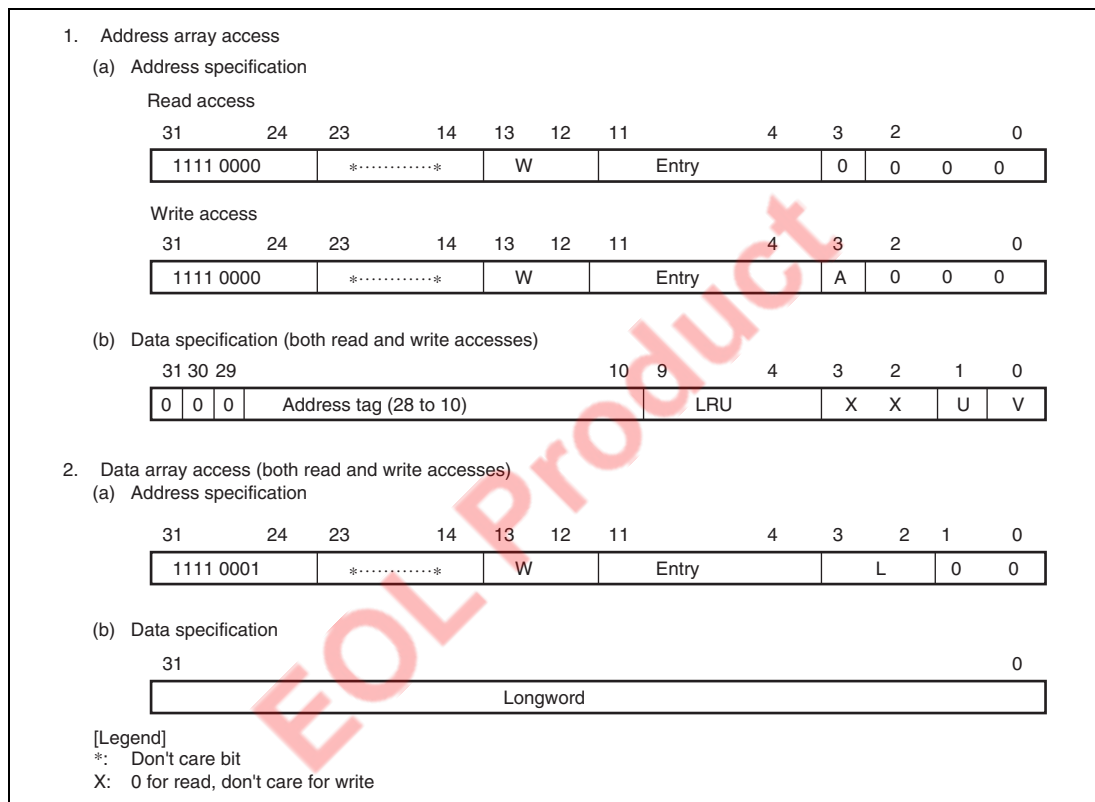 1. Address array access
(a) Address specification
Read access
31 24 23 14 13 12 11 4 3 2 0
1111 0000 *············* W Entry 0 0 0 0
Write access
31 24 23 14 13 12 11 4 3 2 0
1111 0000 *············* W Entry A 0 0 0
(b) Data specification (both read and write accesses)
31 30 29 10 9 4 3 2 1 0
0 0 0 Address tag (28 to 10) LRU X X U V
2. Data array access (both read and write accesses)
(a) Address specification
31 24 23 14 13 12 11 4 3 2 1 0
1111 0001 *············* W Entry L 0 0
(b) Data specification
31 0
Longword
[Legend]
*: Don't care bit
X: 0 for read, don't care for write
EOL Product